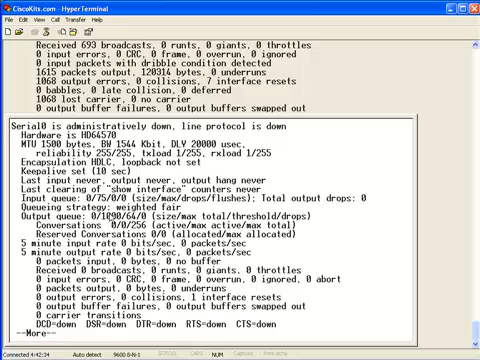 CiscoKits.com - HyperTerminal
File Edit View Call Transfer Help
Received 693 broadcasts, 0 runts, 0 giants, 0 throttles
0 input errors, 0 CRC, 0 frame, 0 overrun, 0 ignored
0 input packets with dribble condition detected
1615 packets output, 120314 bytes, 0 underruns
1068 output errors, 0 collisions, 7 interface resets
0 babbles, 0 late collision, 0 deferred
1068 lost carrier, 0 no carrier
0 output buffer failures, 0 output buffers swapped out
Serial0 is administratively down, line protocol is down
Hardware is HD64570
MTU 1500 bytes, BW 1544 Kbit, DLY 20000 usec,
reliability 255/255, txload 1/255, rxload 1/255
Encapsulation HDLC, loopback not set
Keepalive set (10 sec)
Last input never, output never, output hang never
Last clearing of "show interface" counters never
Input queue: 0/75/0/0 (size/max/drops/flushes); Total output drops: 0
Queueing strategy: weighted fair
Output queue: 0/1000/64/0 (size/max total/threshold/drops)
Conversations 0/0/256 (active/max active/max total)
Reserved Conversations 0/0 (allocated/max allocated)
5 minute input rate 0 bits/sec, 0 packets/sec
5 minute output rate 0 bits/sec, 0 packets/sec
0 packets input, 0 bytes, 0 no buffer
Received 0 broadcasts, 0 runts, 0 giants, 0 throttles
0 input errors, 0 CRC, 0 frame, 0 overrun, 0 ignored, 0 abort
0 packets output, 0 bytes, 0 underruns
0 output errors, 0 collisions, 1 interface resets
0 output buffer failures, 0 output buffers swapped out
0 carrier transitions
DCD=down DSR=down DTR=down RTS=down CTS=down
--More--
Connected 4:42:34 Auto detect 9600 8-N-1 SCROLL CAPS NUM Capture Print echo